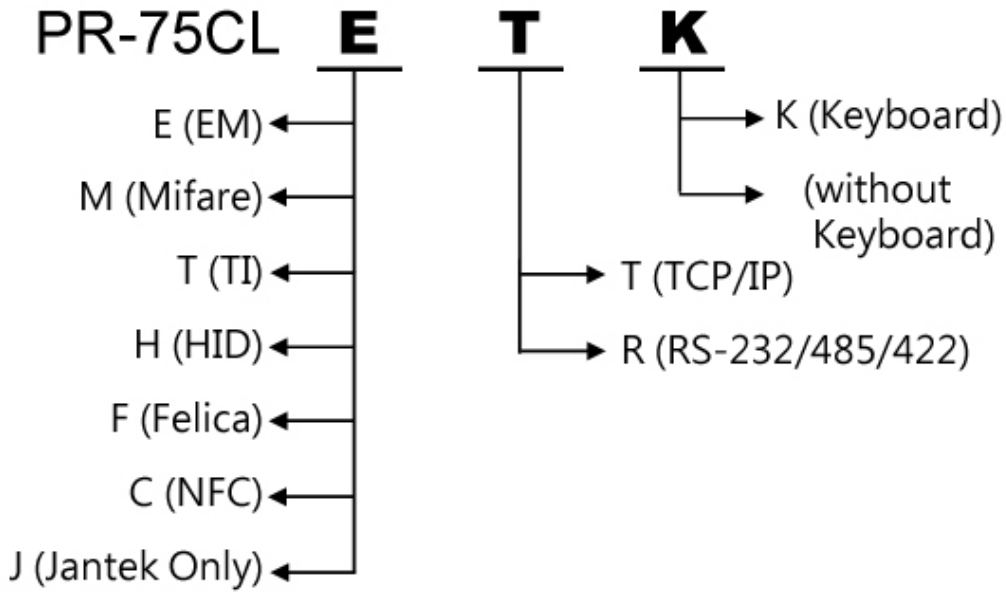 PR-75CL E T K
E (EM)
M (Mifare)
T (TI)
H (HID)
F (Felica)
C (NFC)
J (Jantek Only)
T (TCP/IP)
R (RS-232/485/422)
K (Keyboard)
(without
Keyboard)